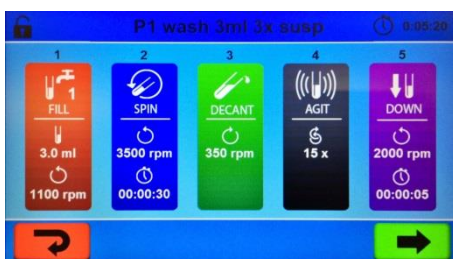 P1 wash 3ml 3x susp 0:05:20
1 2 3 4 5
1
FILL SPIN DECANT AGIT DOWN
3.0 ml 3500 rpm 350 rpm 15 x 2000 rpm
1100 rpm 00:00:30 00:00:05